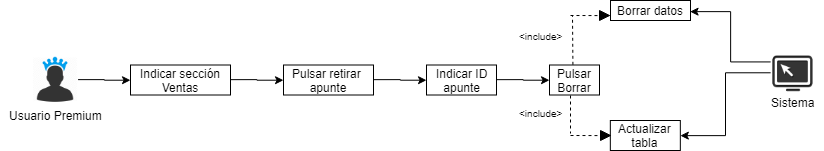 Borrar datos
<include>
Indicar sección
Ventas
Pulsar retirar
apunte
Indicar ID
apunte
Pulsar
Borrar
Usuario Premium
Sistema
<include>
Actualizar
tabla